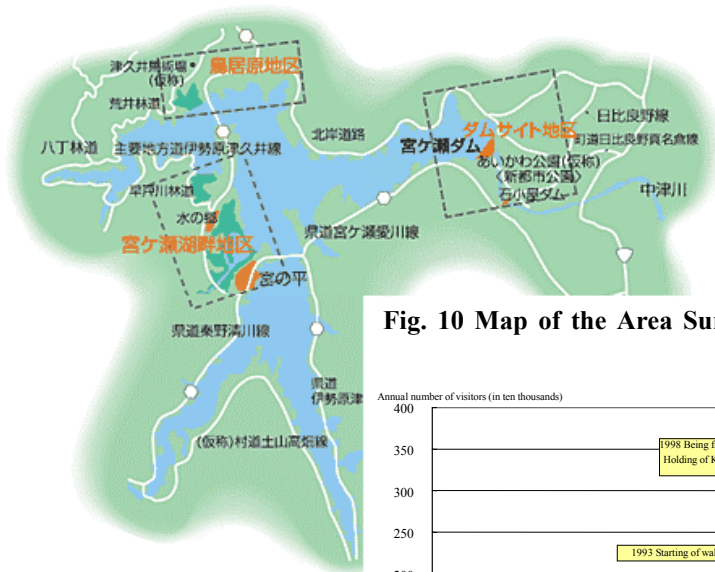 津久井馬術場
(仮称)
鳥居原地区
荒井林道
八丁林道
主要地方道伊勢原津久井線
北岸道路
宮ケ瀬ダム
ダムサイト地区
日比良野線
町道日比良野真名倉線
あいかわ公園(仮称)
〈新都市公園〉
石小屋ダム
中津川
早戸川林道
水の郷
宮ケ瀬湖畔地区
県道宮ケ瀬愛川線
宮の平
県道秦野清川線
県道
伊勢原津
(仮称)村道土山高畑線
Fig. 10 Map of the Area Sur
Annual number of visitors (in ten thousands)
400
350
1998 Being f
Holding of K
300
250
1993 Starting of wa
200